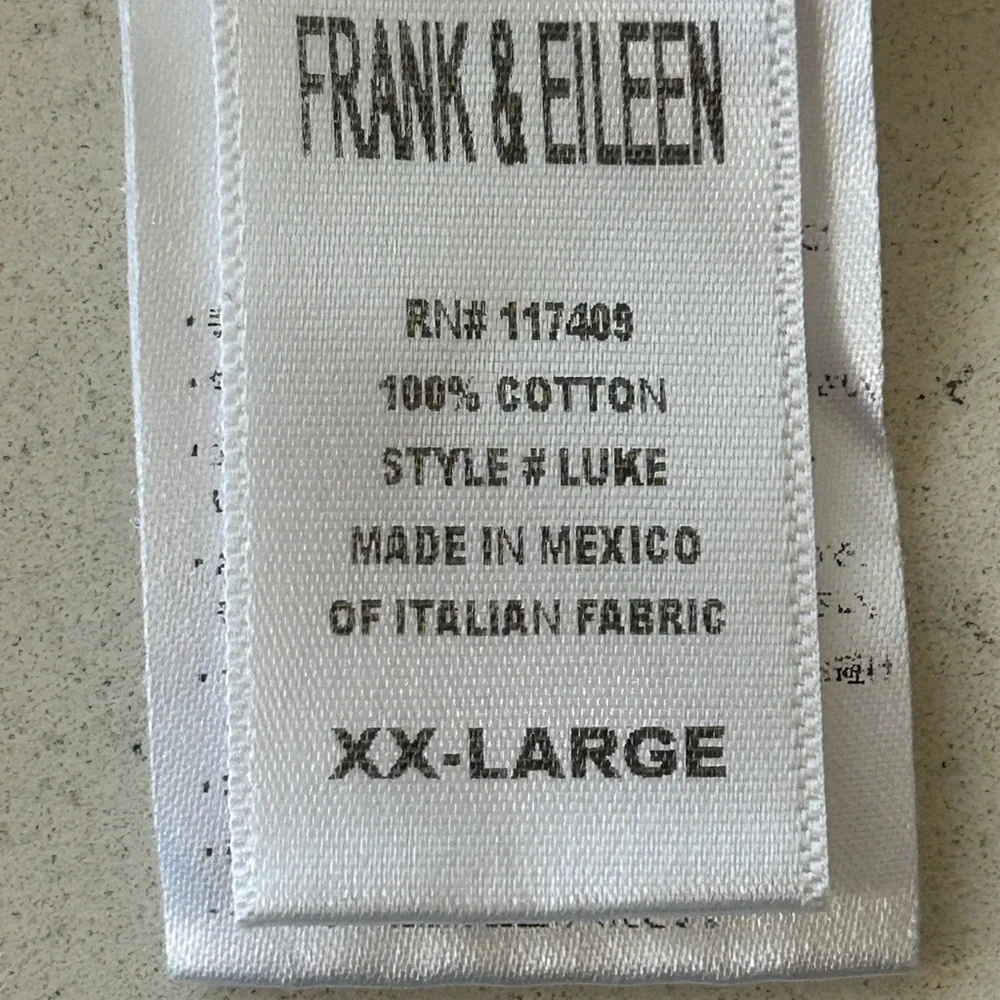 FRANK & EILEEN
RN# 117409
100% COTTON
STYLE # LUKE
MADE IN MEXICO
OF ITALIAN FABRIC
XX-LARGE